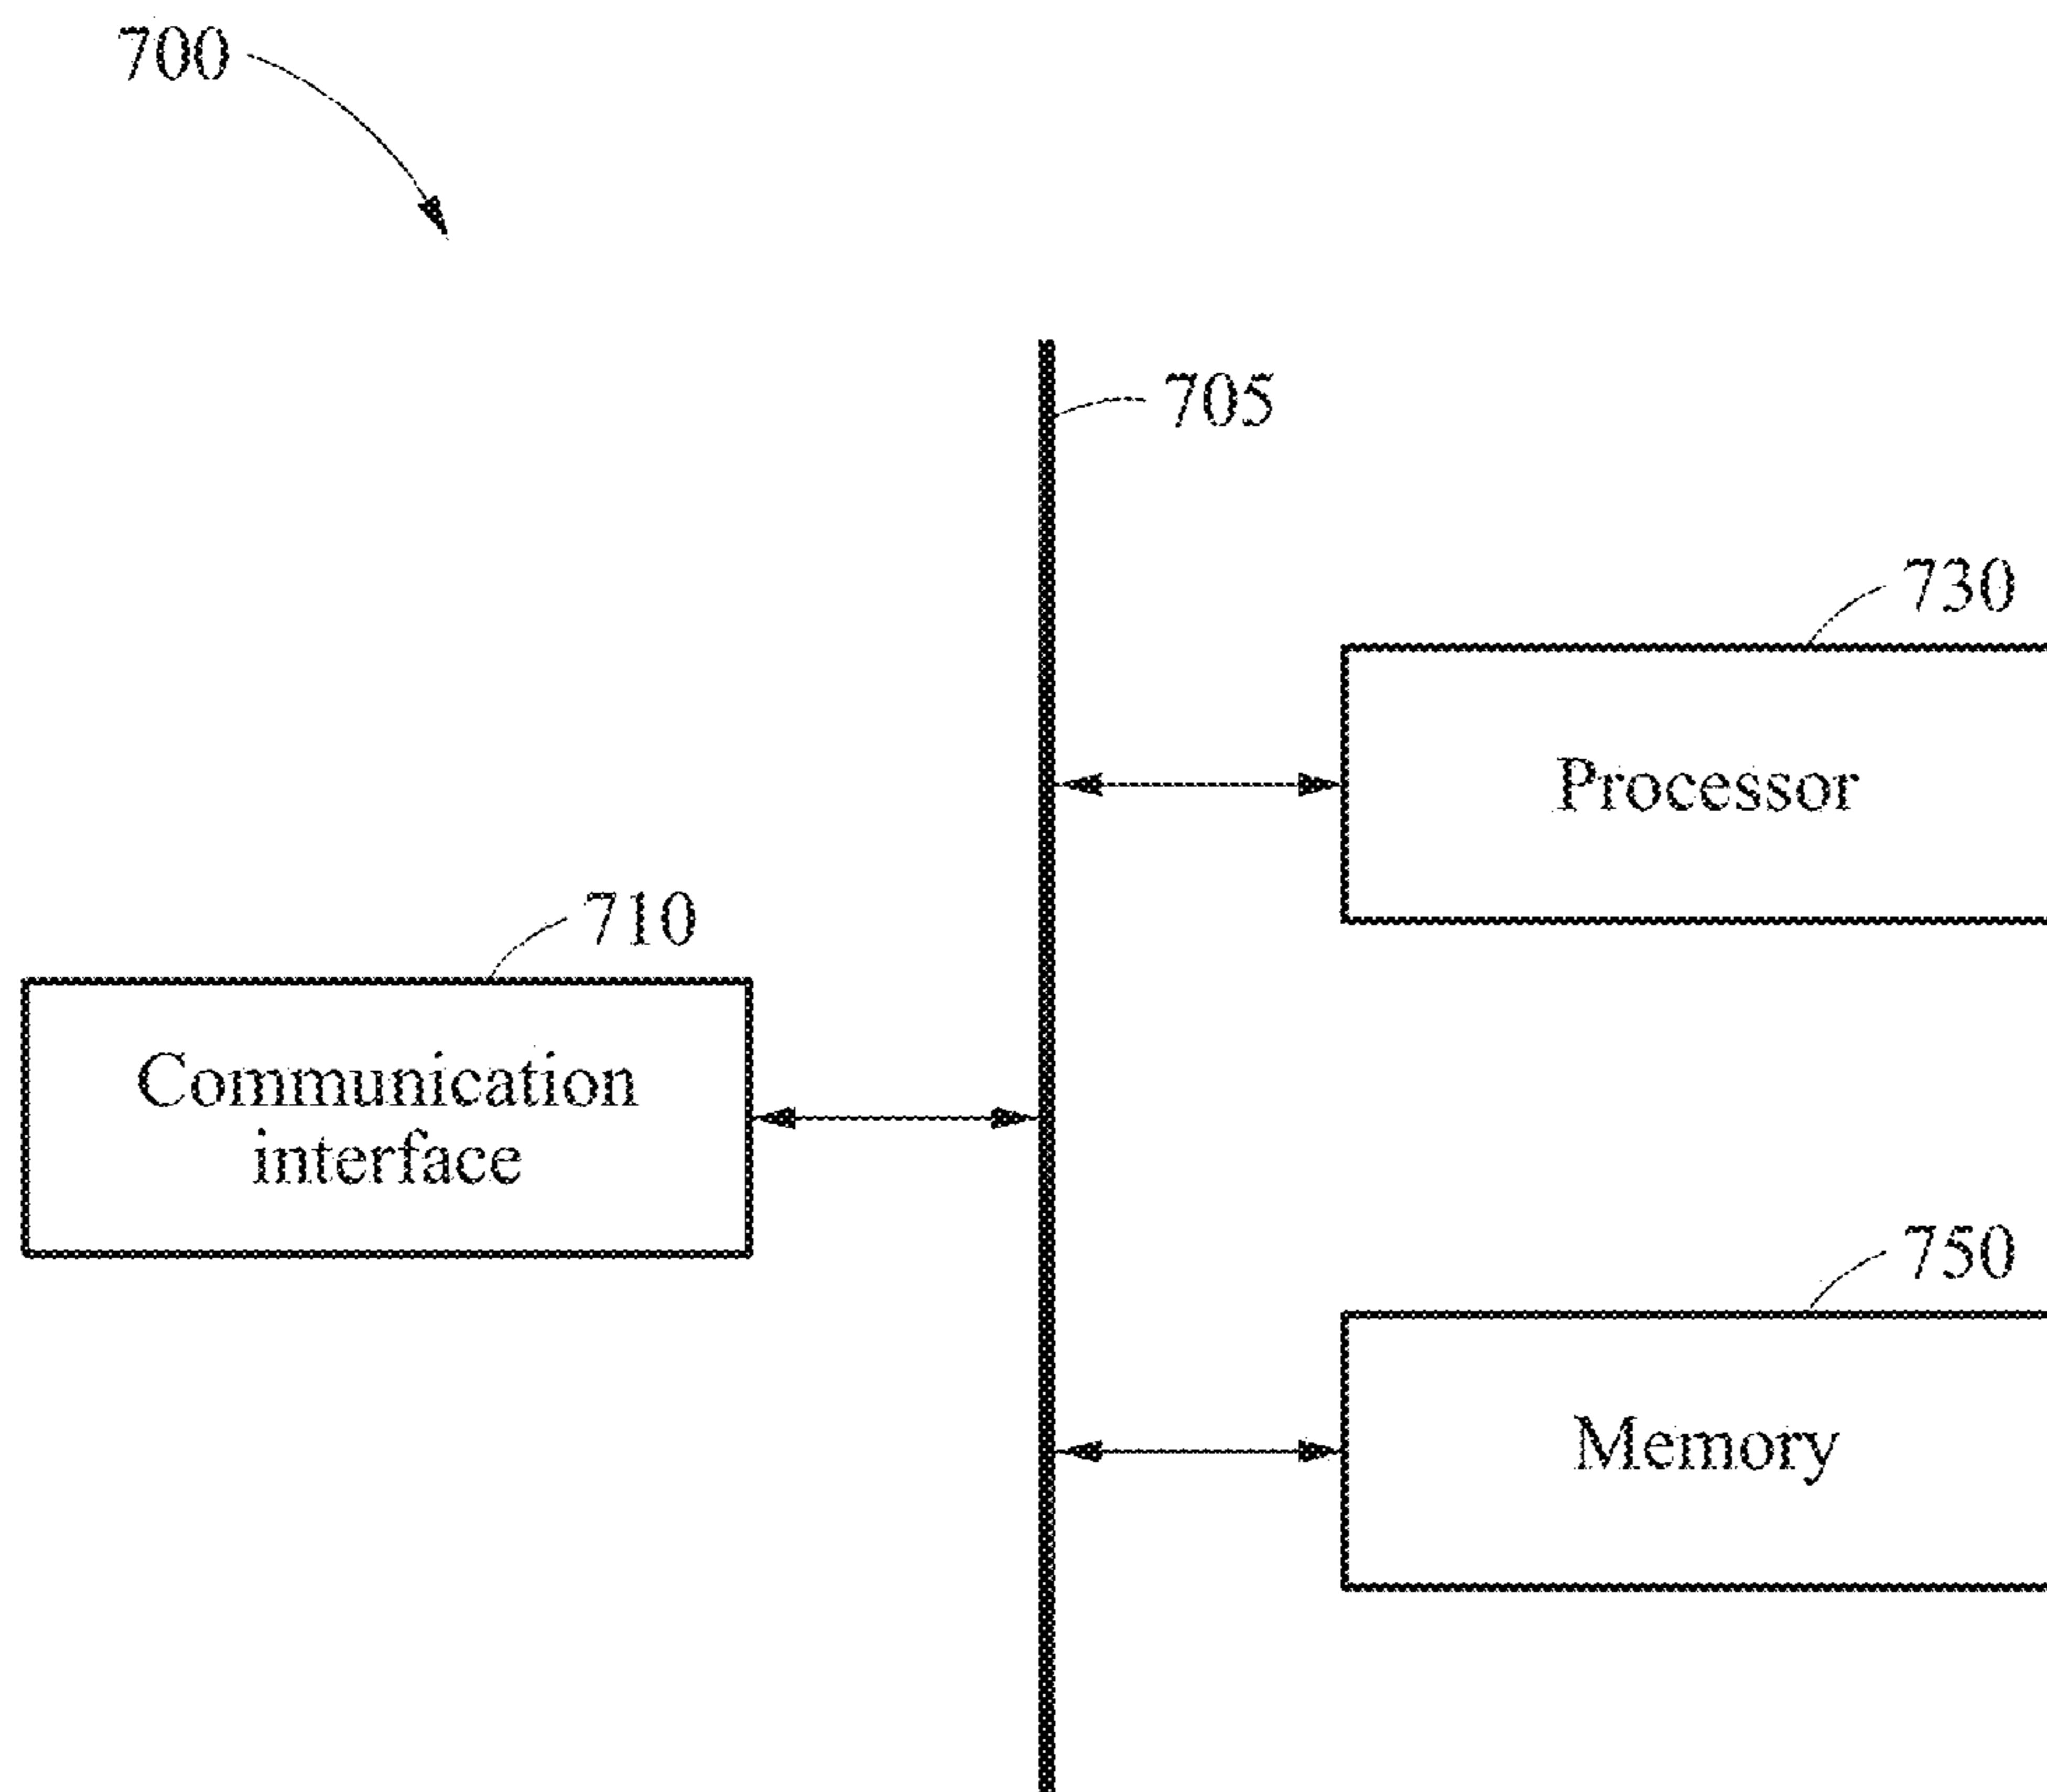 700
705
730
Processor
710
Communication
interface
750
Memory